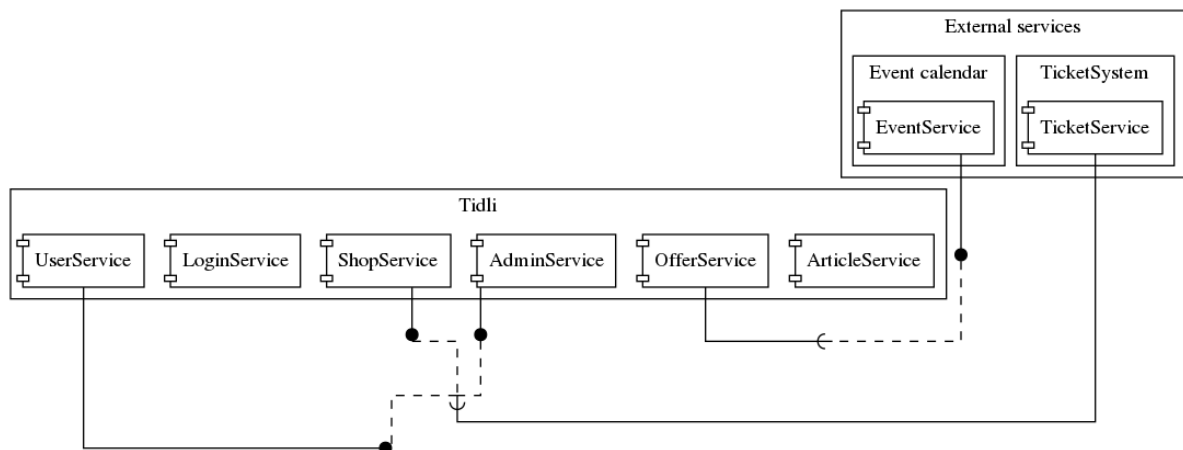 External services
Event calendar
TicketSystem
EventService
TicketService
Tidli
UserService
LoginService
ShopService
AdminService
OfferService
ArticleService